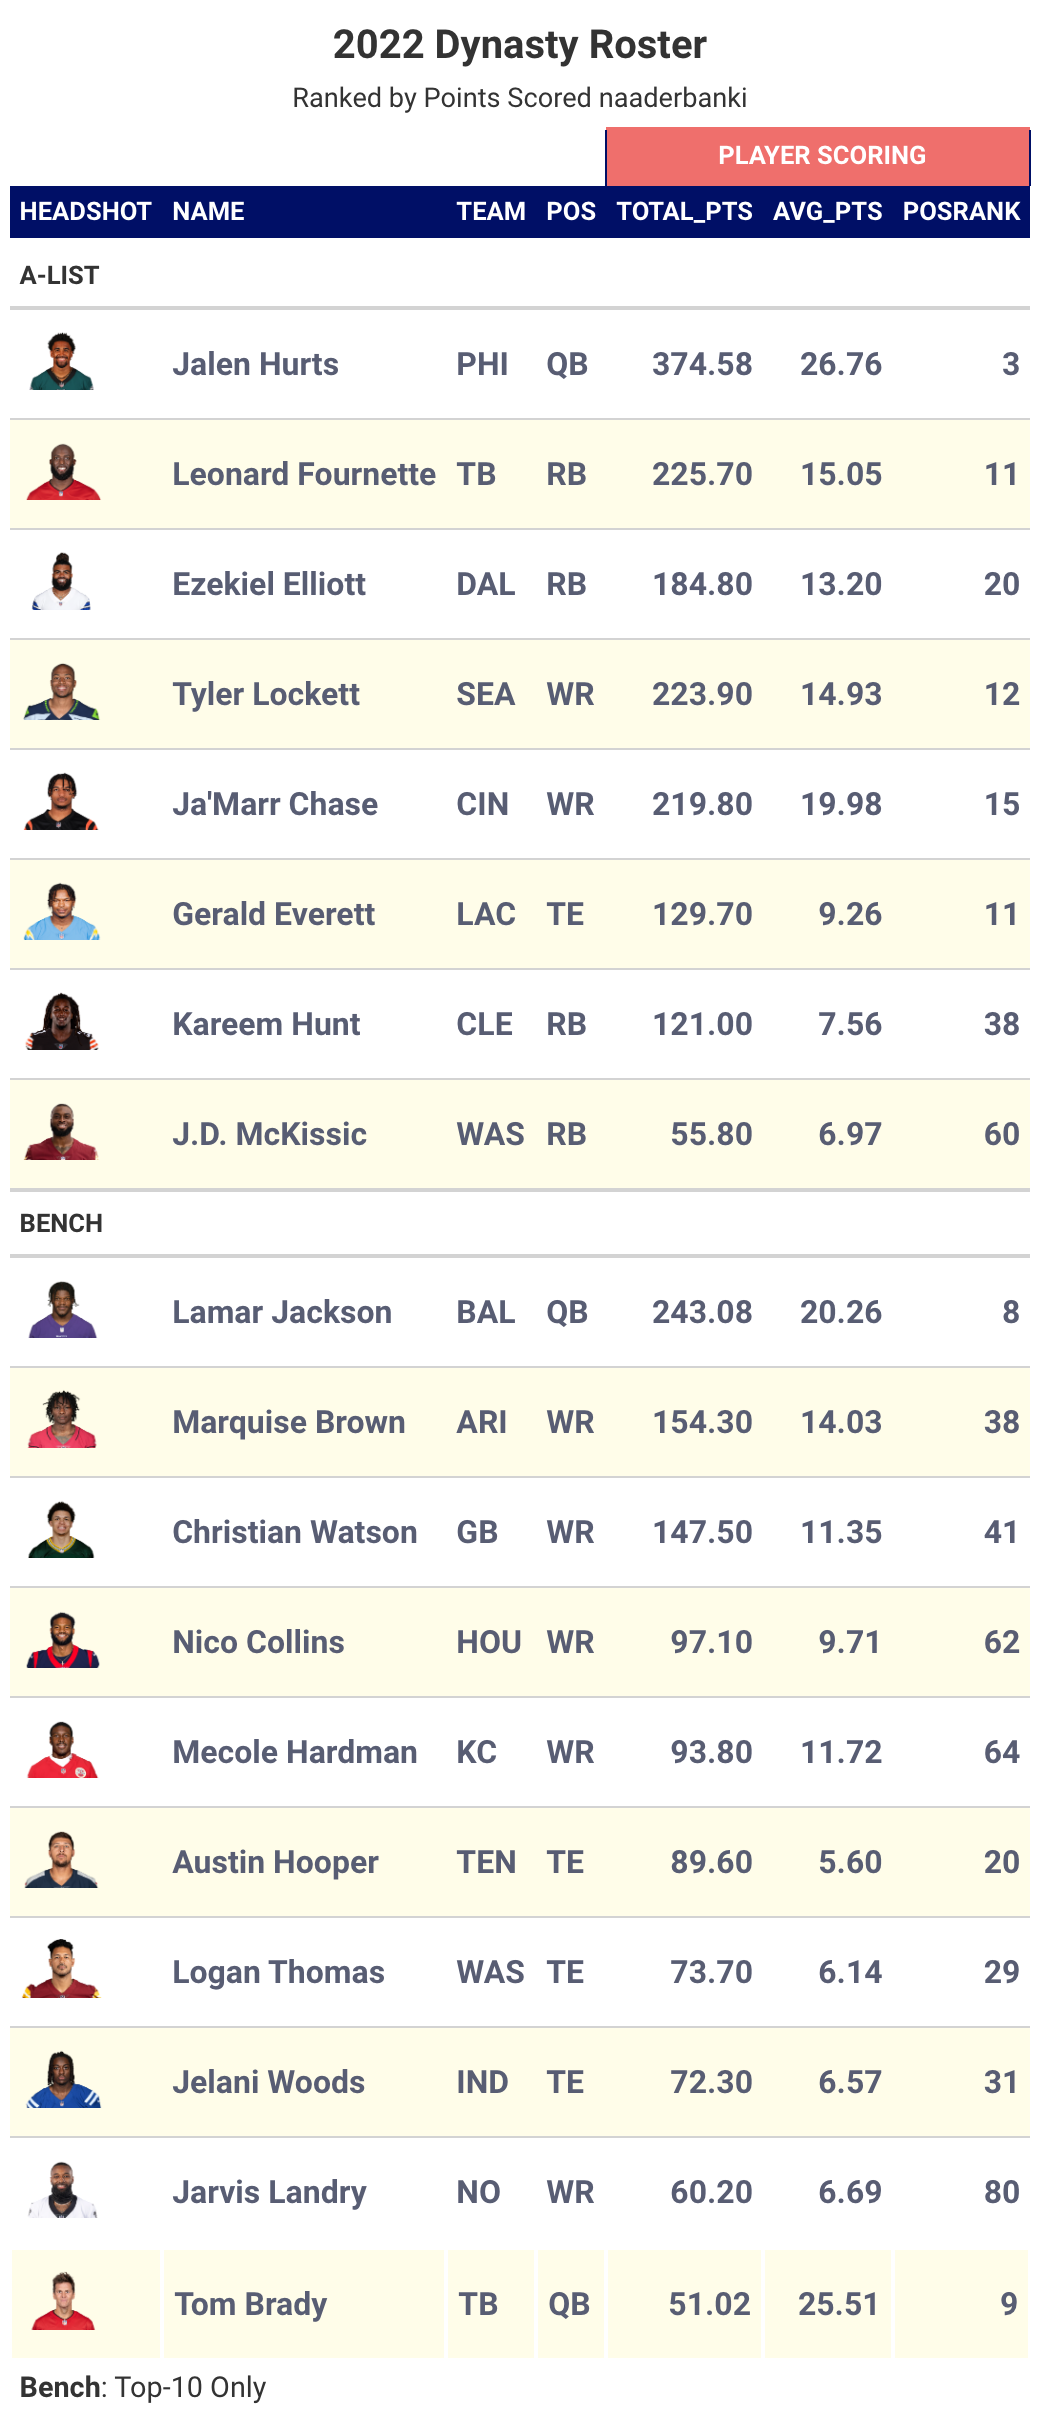 2022 Dynasty Roster
Ranked by Points Scored naaderbanki
PLAYER SCORING
HEADSHOT NAME TEAM POS TOTAL_PTS AVG_PTS POSRANK
A-LIST
Jalen Hurts PHI QB 374.58 26.76 3
Leonard Fournette TB RB 225.70 15.05 11
Ezekiel Elliott DAL RB 184.80 13.20 20
Tyler Lockett SEA WR 223.90 14.93 12
Ja'Marr Chase CIN WR 219.80 19.98 15
Gerald Everett LAC TE 129.70 9.26 11
Kareem Hunt CLE RB 121.00 7.56 38
J.D. McKissic WAS RB 55.80 6.97 60
BENCH
Lamar Jackson BAL QB 243.08 20.26 8
Marquise Brown ARI WR 154.30 14.03 38
Christian Watson GB WR 147.50 11.35 41
Nico Collins HOU WR 97.10 9.71 62
Mecole Hardman KC WR 93.80 11.72 64
Austin Hooper TEN TE 89.60 5.60 20
Logan Thomas WAS TE 73.70 6.14 29
Jelani Woods IND TE 72.30 6.57 31
Jarvis Landry NO WR 60.20 6.69 80
Tom Brady TB QB 51.02 25.51 9
Bench: Top-10 Only